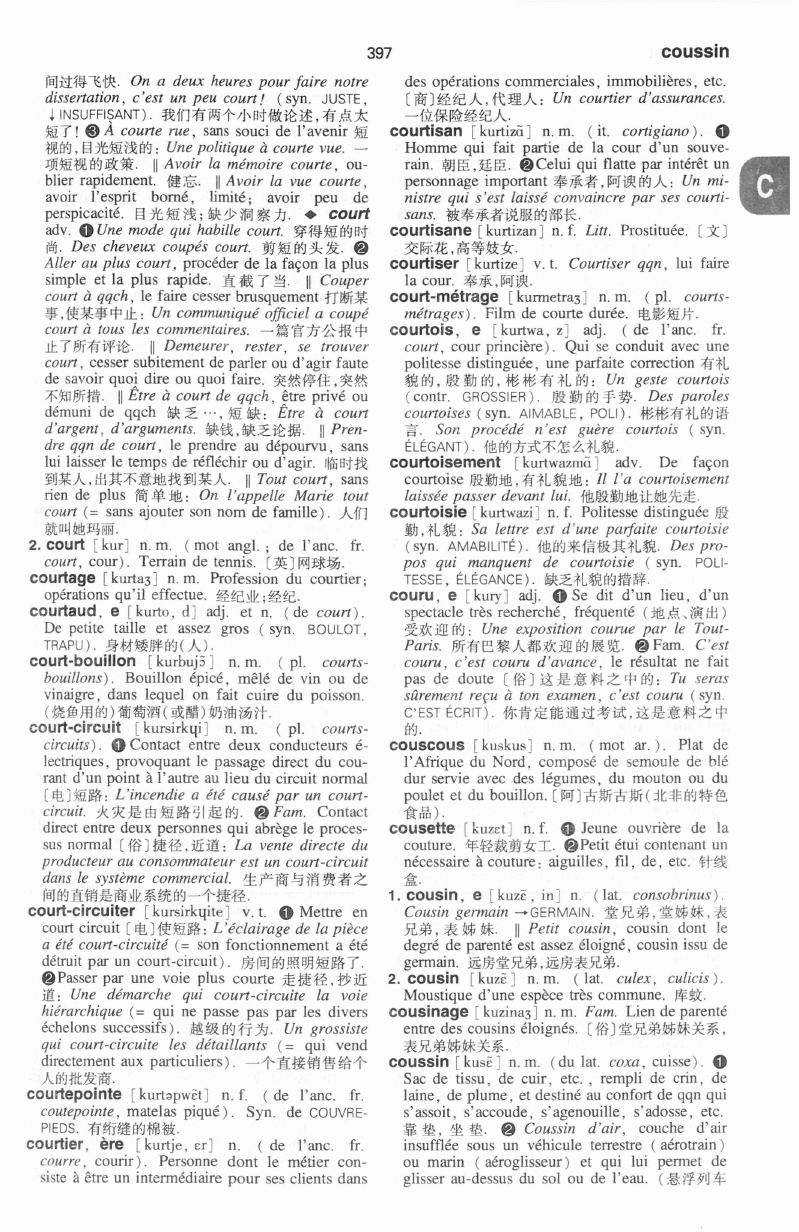 397
coussin
间过得飞快. On a deux heures pour faire notre
dissertation, c'est un peu court! (syn. JUSTE,
↓INSUFFISANT). 我们有两个小时做论述,有点太
短了! ❸ À courte rue, sans souci de l'avenir 短
视的,目光短浅的: Une politique à courte vue. 一
项短视的政策. ‖ Avoir la mémoire courte, ou-
blier rapidement. 健忘. ‖ Avoir la vue courte,
avoir l'esprit borné, limité; avoir peu de
perspicacité. 目光短浅;缺少洞察力. ◆ court
adv. ❶ Une mode qui habille court. 穿得短的时
尚. Des cheveux coupés court. 剪短的头发. ❷
Aller au plus court, procéder de la façon la plus
simple et la plus rapide. 直截了当. ‖ Couper
court à qqch, le faire cesser brusquement 打断某
事,使某事中止: Un communiqué officiel a coupé
court à tous les commentaires. 一篇官方公报中
止了所有评论. ‖ Demeurer, rester, se trouver
court, cesser subitement de parler ou d'agir faute
de savoir quoi dire ou quoi faire. 突然停住,突然
不知所措. ‖ Être à court de qqch, être privé ou
démuni de qqch 缺乏…,短缺: Être à court
d'argent, d'arguments. 缺钱,缺乏论据. ‖ Pren-
dre qqn de court, le prendre au dépourvu, sans
lui laisser le temps de réfléchir ou d'agir. 临时找
到某人,出其不意地找到某人. ‖ Tout court, sans
rien de plus 简单地: On l'appelle Marie tout
court (= sans ajouter son nom de famille). 人们
就叫她玛丽.
2. court [kur] n. m. (mot angl.; de l'anc. fr.
court, cour). Terrain de tennis. [英]网球场.
courtage [kurtaʒ] n. m. Profession du courtier;
opérations qu'il effectue. 经纪业;经纪.
courtaud, e [kurto, d] adj. et n. (de court).
De petite taille et assez gros (syn. BOULOT,
TRAPU). 身材矮胖的(人).
court-bouillon [kurbujɔ̃] n. m. (pl. courts-
bouillons). Bouillon épicé, mêlé de vin ou de
vinaigre, dans lequel on fait cuire du poisson.
(烧鱼用的)葡萄酒(或醋)奶油汤汁.
court-circuit [kursirkɥi] n. m. (pl. courts-
circuits). ❶ Contact entre deux conducteurs é-
lectriques, provoquant le passage direct du cou-
rant d'un point à l'autre au lieu du circuit normal
[电]短路: L'incendie a été causé par un court-
circuit. 火灾是由短路引起的. ❷ Fam. Contact
direct entre deux personnes qui abrège le proces-
sus normal [俗]捷径,近道: La vente directe du
producteur au consommateur est un court-circuit
dans le système commercial. 生产商与消费者之
间的直销是商业系统的一个捷径.
court-circuiter [kursirkɥite] v. t. ❶ Mettre en
court circuit [电]使短路: L'éclairage de la pièce
a été court-circuité (= son fonctionnement a été
détruit par un court-circuit). 房间的照明短路了.
❷ Passer par une voie plus courte 走捷径,抄近
道: Une démarche qui court-circuite la voie
hiérarchique (= qui ne passe pas par les divers
échelons successifs). 越级的行为. Un grossiste
qui court-circuite les détaillants (= qui vend
directement aux particuliers). 一个直接销售给个
人的批发商.
courtepointe [kurtəpwɛ̃t] n. f. (de l'anc. fr.
coutepointe, matelas piqué). Syn. de COUVRE-
PIEDS. 有绗缝的棉被.
courtier, ère [kurtje, ɛr] n. (de l'anc. fr.
courre, courir). Personne dont le métier con-
siste à être un intermédiaire pour ses clients dans
des opérations commerciales, immobilières, etc.
[商]经纪人,代理人: Un courtier d'assurances.
一位保险经纪人.
courtisan [kurtizɑ̃] n. m. (it. cortigiano). ❶
Homme qui fait partie de la cour d'un souve-
rain. 朝臣,廷臣. ❷ Celui qui flatte par intérêt un
personnage important 奉承者,阿谀的人: Un mi-
nistre qui s'est laissé convaincre par ses courti-
sans. 被奉承者说服的部长.
courtisane [kurtizan] n. f. Litt. Prostituée. [文]
交际花,高等妓女.
courtiser [kurtize] v. t. Courtiser qqn, lui faire
la cour. 奉承,阿谀.
court-métrage [kurmetraʒ] n. m. (pl. courts-
métrages). Film de courte durée. 电影短片.
courtois, e [kurtwa, z] adj. (de l'anc. fr.
court, cour princière). Qui se conduit avec une
politesse distinguée, une parfaite correction 有礼
貌的,殷勤的,彬彬有礼的: Un geste courtois
(contr. GROSSIER). 殷勤的手势. Des paroles
courtoises (syn. AIMABLE, POLI). 彬彬有礼的语
言. Son procédé n'est guère courtois (syn.
ÉLÉGANT). 他的方式不怎么礼貌.
courtoisement [kurtwazmɑ̃] adv. De façon
courtoise 殷勤地,有礼貌地: Il l'a courtoisement
laissée passer devant lui. 他殷勤地让她先走.
courtoisie [kurtwazi] n. f. Politesse distinguée 殷
勤,礼貌: Sa lettre est d'une parfaite courtoisie
(syn. AMABILITÉ). 他的来信极其礼貌. Des pro-
pos qui manquent de courtoisie (syn. POLI-
TESSE, ÉLÉGANCE). 缺乏礼貌的措辞.
couru, e [kury] adj. ❶ Se dit d'un lieu, d'un
spectacle très recherché, fréquenté (地点、演出)
受欢迎的: Une exposition courue par le Tout-
Paris. 所有巴黎人都欢迎的展览. ❷ Fam. C'est
couru, c'est couru d'avance, le résultat ne fait
pas de doute [俗]这是意料之中的: Tu seras
sûrement reçu à ton examen, c'est couru (syn.
C'EST ÉCRIT). 你肯定能通过考试,这是意料之中
的.
couscous [kuskus] n. m. (mot ar.). Plat de
l'Afrique du Nord, composé de semoule de blé
dur servie avec des légumes, du mouton ou du
poulet et du bouillon. [阿]古斯古斯(北非的特色
食品).
cousette [kuzɛt] n. f. ❶ Jeune ouvrière de la
couture. 年轻裁剪女工. ❷ Petit étui contenant un
nécessaire à couture: aiguilles, fil, de, etc. 针线
盒.
1. cousin, e [kuzɛ̃, in] n. (lat. consobrinus).
Cousin germain →GERMAIN. 堂兄弟,堂姊妹,表
兄弟,表姊妹. ‖ Petit cousin, cousin dont le
degré de parenté est assez éloigné, cousin issu de
germain. 远房堂兄弟,远房表兄弟.
2. cousin [kuzɛ̃] n. m. (lat. culex, culicis).
Moustique d'une espèce très commune. 库蚊.
cousinage [kuzinaʒ] n. m. Fam. Lien de parenté
entre des cousins éloignés. [俗]堂兄弟姊妹关系,
表兄弟姊妹关系.
coussin [kusɛ̃] n. m. (du lat. coxa, cuisse). ❶
Sac de tissu, de cuir, etc., rempli de crin, de
laine, de plume, et destiné au confort de qqn qui
s'assoit, s'accoude, s'agenouille, s'adosse, etc.
靠垫,坐垫. ❷ Coussin d'air, couche d'air
insufflée sous un véhicule terrestre (aérotrain)
ou marin (aéroglisseur) et qui lui permet de
glisser au-dessus du sol ou de l'eau. (悬浮列车
C